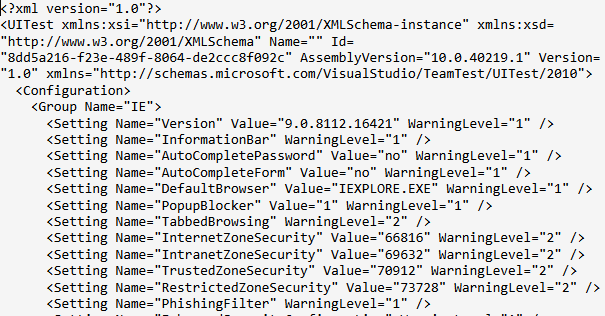 <?xml version="1.0"?>
<UITest xmlns:xsi="http://www.w3.org/2001/XMLSchema-instance" xmlns:xsd=
"http://www.w3.org/2001/XMLSchema" Name="" Id=
"8dd5a216-f23e-489f-8064-de2ccc8f092c" AssemblyVersion="10.0.40219.1" Version=
"1.0" xmlns="http://schemas.microsoft.com/VisualStudio/TeamTest/UITest/2010">
  <Configuration>
    <Group Name="IE">
      <Setting Name="Version" Value="9.0.8112.16421" WarningLevel="1" />
      <Setting Name="InformationBar" WarningLevel="1" />
      <Setting Name="AutoCompletePassword" Value="no" WarningLevel="1" />
      <Setting Name="AutoCompleteForm" Value="no" WarningLevel="1" />
      <Setting Name="DefaultBrowser" Value="IEXPLORE.EXE" WarningLevel="1" />
      <Setting Name="PopupBlocker" Value="1" WarningLevel="1" />
      <Setting Name="TabbedBrowsing" WarningLevel="2" />
      <Setting Name="InternetZoneSecurity" Value="66816" WarningLevel="2" />
      <Setting Name="IntranetZoneSecurity" Value="69632" WarningLevel="2" />
      <Setting Name="TrustedZoneSecurity" Value="70912" WarningLevel="2" />
      <Setting Name="RestrictedZoneSecurity" Value="73728" WarningLevel="2" />
      <Setting Name="PhishingFilter" WarningLevel="1" />